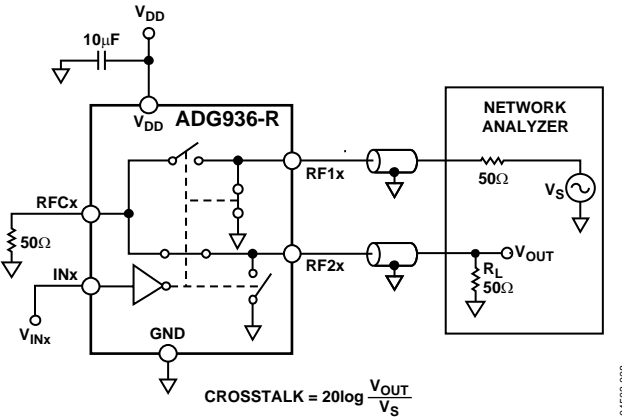 VDD
10µF
VDD
ADG936-R
NETWORK
ANALYZER
RF1x
50Ω
VS
RFCx
50Ω
RF2x
VOUT
RL
50Ω
INx
VINx
GND
CROSSTALK = 20log VOUT
VS